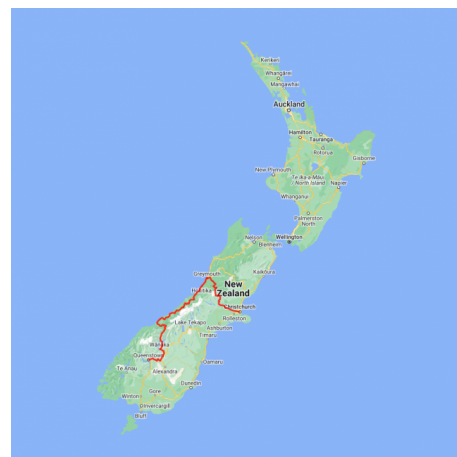 Kerikeri
Whangārei
Mangawhai
Auckland
Hamilton
Tauranga
Rotorua
Gisborne
New Plymouth
Te Ika-a-Māui
North Island
Napier
Whanganui
Palmerston
North
Nelson
Wellington
Blenheim
Kaikōura
Greymouth
Hokitika
New
Zealand
Christchurch
Rolleston
Lake Tekapo
Ashburton
Timaru
Wānaka
Queenstown
Oamaru
Te Anau
Alexandra
Dunedin
Gore
Winton
Invercargill
Bluff